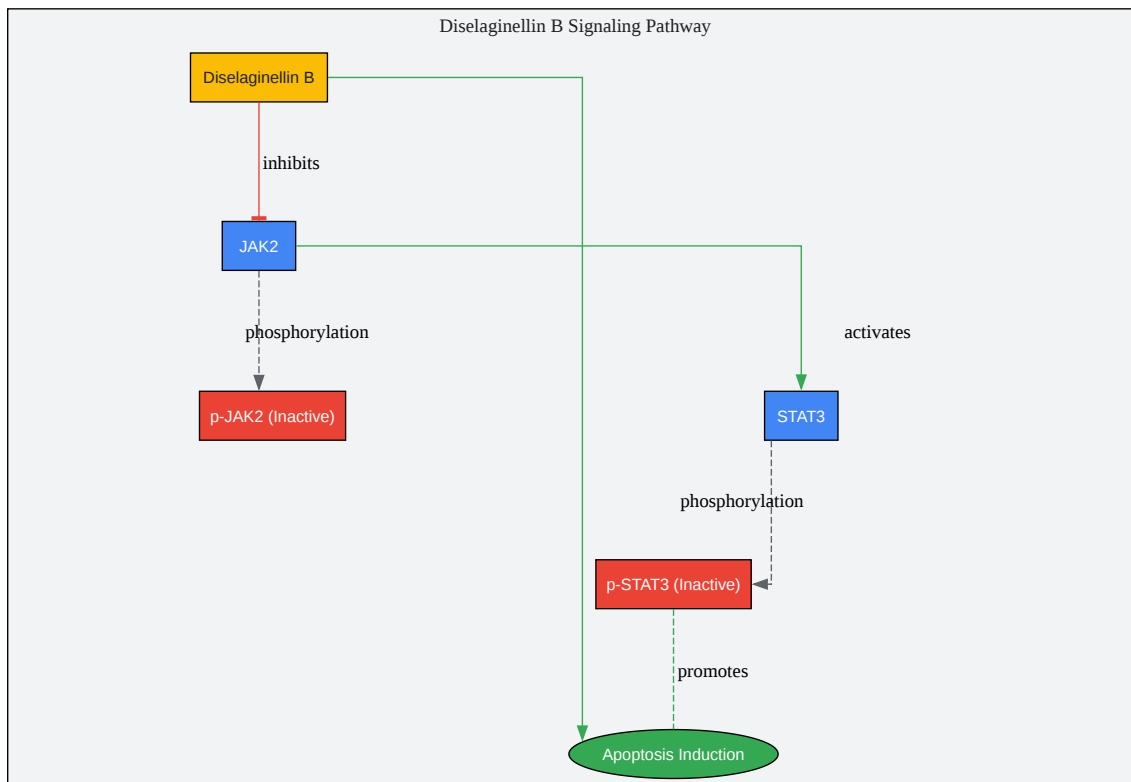 Diselaginellin B Signaling Pathway
Diselaginellin B
inhibits
JAK2
phosphorylation
activates
p-JAK2 (Inactive)
STAT3
phosphorylation
p-STAT3 (Inactive)
promotes
Apoptosis Induction